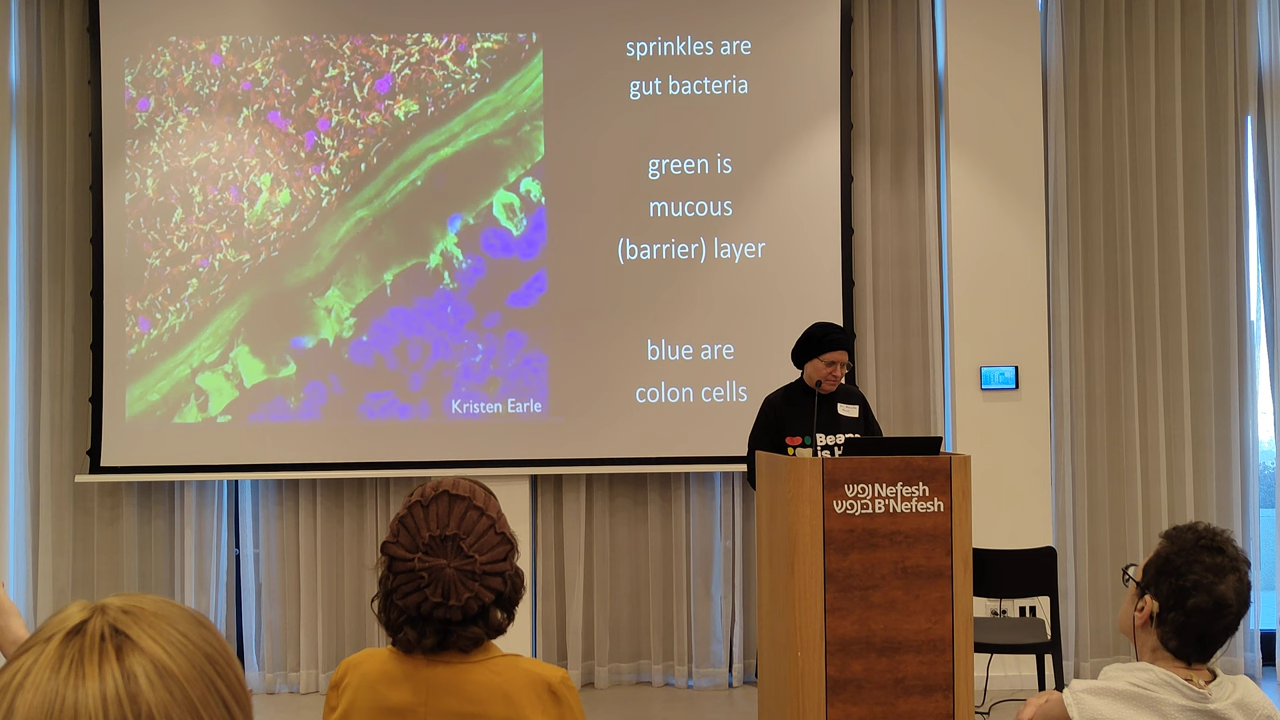 sprinkles are
gut bacteria
green is
mucous
(barrier) layer
blue are
colon cells
Kristen Earle
נפש Nefesh
בנפש B'Nefesh